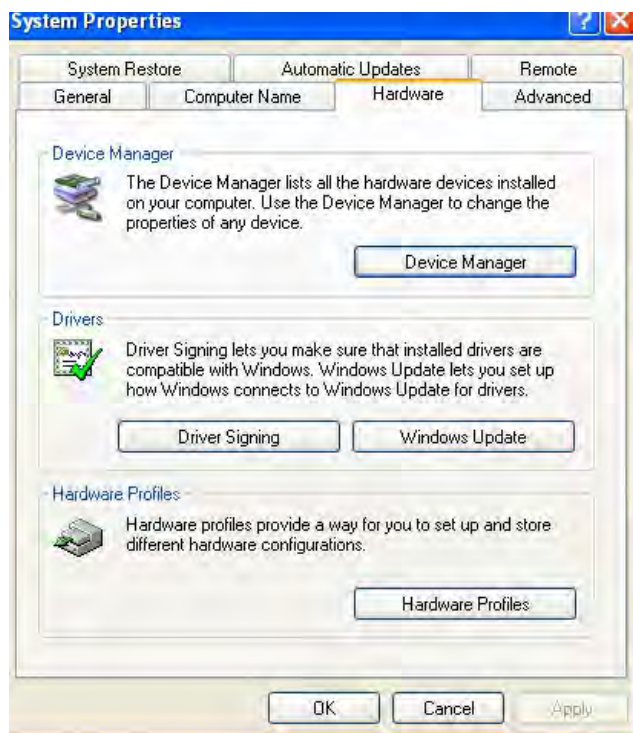 System Properties
System Restore Automatic Updates Remote
General Computer Name Hardware Advanced
Device Manager
The Device Manager lists all the hardware devices installed
on your computer. Use the Device Manager to change the
properties of any device.
Device Manager
Drivers
Driver Signing lets you make sure that installed drivers are
compatible with Windows. Windows Update lets you set up
how Windows connects to Windows Update for drivers.
Driver Signing Windows Update
Hardware Profiles
Hardware profiles provide a way for you to set up and store
different hardware configurations.
Hardware Profiles
OK Cancel Apply